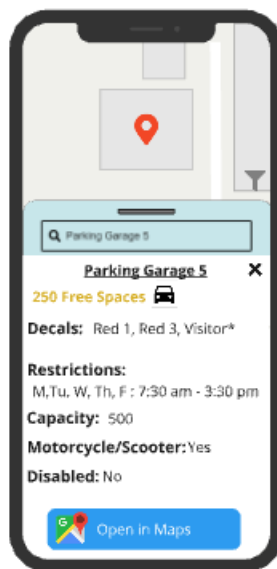 Parking Garage 5
Parking Garage 5 X
250 Free Spaces
Decals: Red 1, Red 3, Visitor*
Restrictions:
M,Tu, W, Th, F : 7:30 am - 3:30 pm
Capacity: 500
Motorcycle/Scooter:Yes
Disabled: No
G Open in Maps